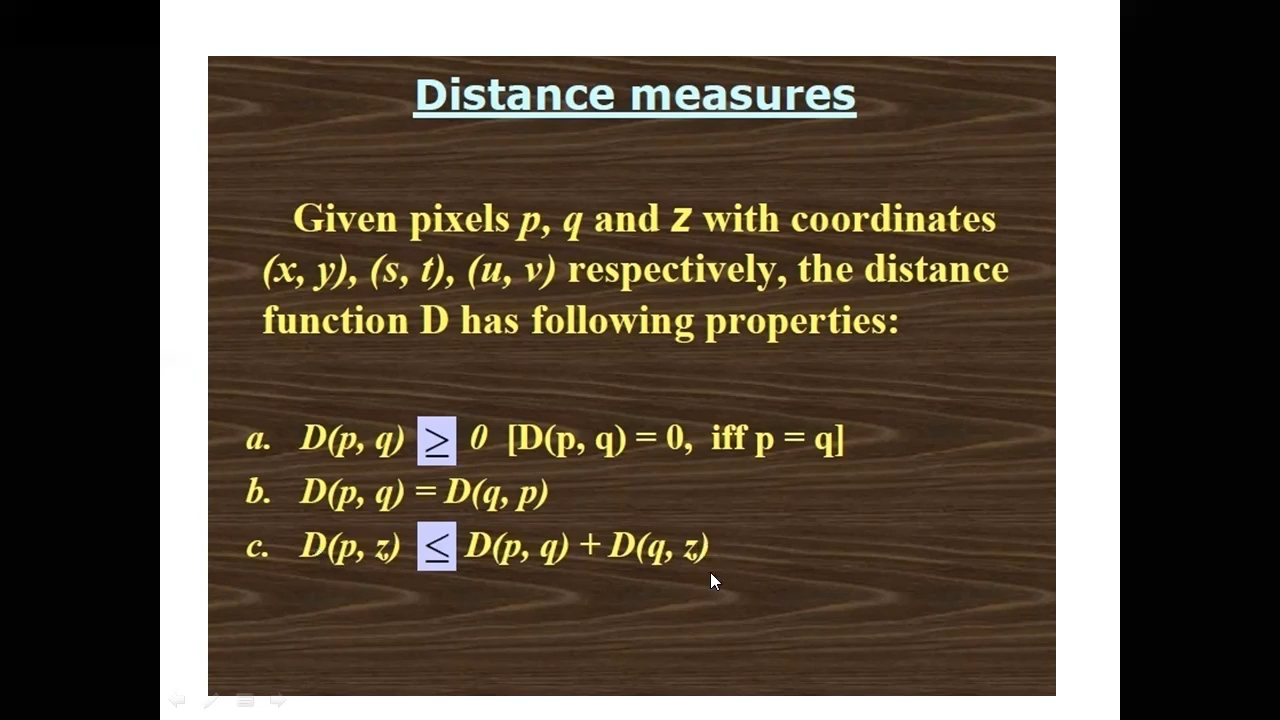 Distance measures
Given pixels p, q and z with coordinates
(x, y), (s, t), (u, v) respectively, the distance
function D has following properties:
a. D(p, q) ≥ 0 [D(p, q) = 0, iff p = q]
b. D(p, q) = D(q, p)
c. D(p, z) ≤ D(p, q) + D(q, z)